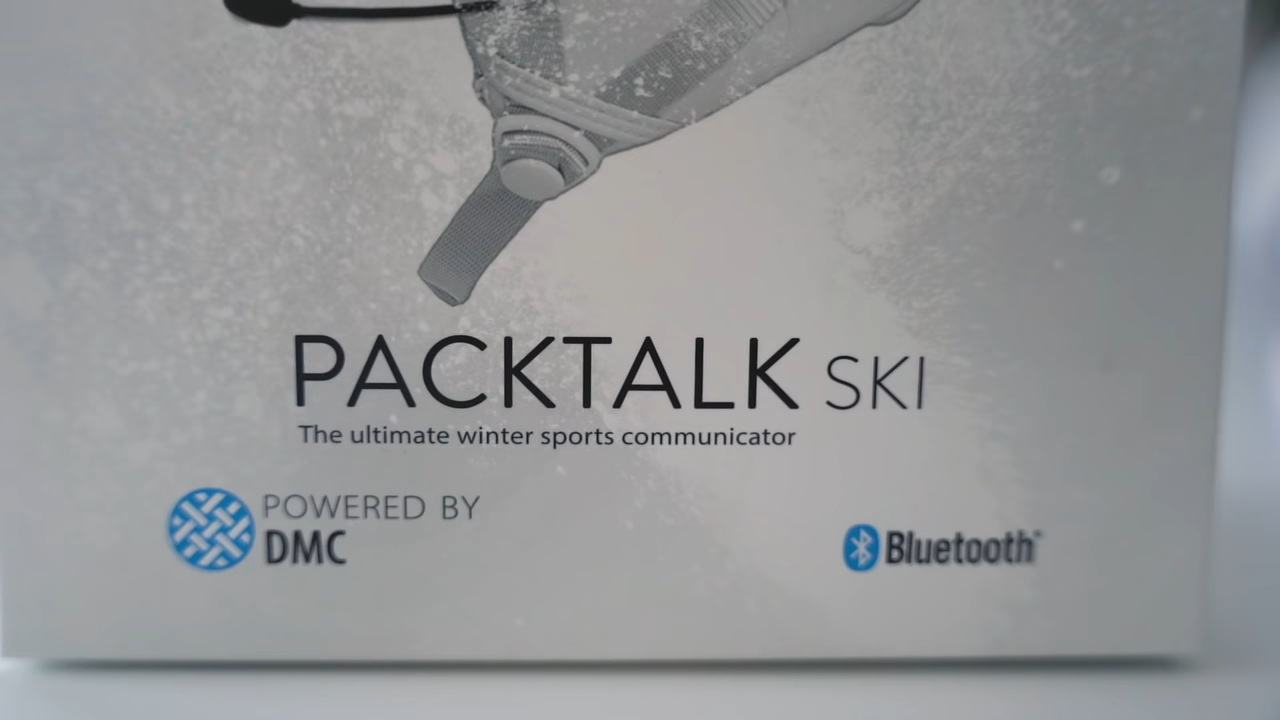 PACKTALK SKI
The ultimate winter sports communicator
POWERED BY
DMC
Bluetooth®